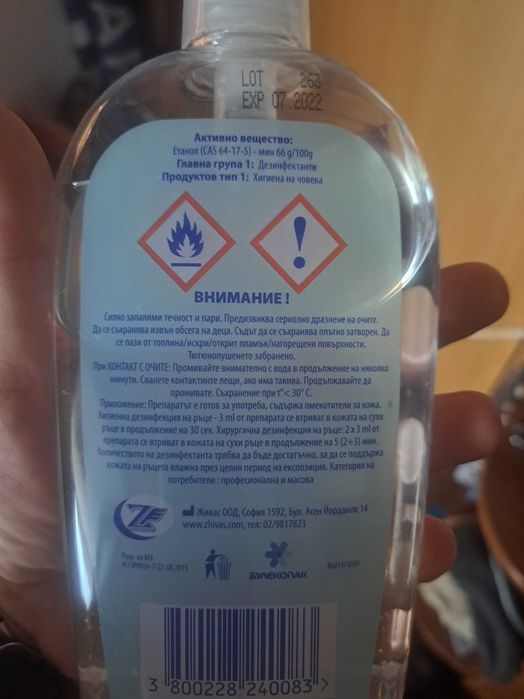 LOT 263
EXP 07.2022
Активно вещество:
Етанол (CAS 64-17-5) - мин 66 g/100g
Главна група 1: Дезинфектанти
Продуктов тип 1: Хигиена на човека
ВНИМАНИЕ !
Силно запалими течност и пари. Предизвиква сериозно дразнене на очите.
Да се съхранява извън обсега на деца. Съдът да се съхранява плътно затворен. Да
се пази от топлина/искри/открит пламък/нагорещени повърхности.
Тютюнопушенето забранено.
При КОНТАКТ С ОЧИТЕ: Промивайте внимателно с вода в продължение на няколко
минути. Свалете контактните лещи, ако има такива. Продължавайте да
промивате. Съхранение при t°< 30° C.
Приложение: Препаратът е готов за употреба, съдържа омекотители за кожа.
Хигиенна дезинфекция на ръце - 3 ml от препарата се втриват в кожата на сухи
ръце в продължение на 30 сек. Хирургична дезинфекция на ръце: 2 x 3 ml от
препарата се втриват в кожата на сухи ръце в продължение на 5 (2+3) мин.
Количеството на дезинфектанта трябва да бъде достатъчно, за да се поддържа
кожата на ръцета влажна през целия период на експозиция. Категория на
потребители : професионална и масова
Живас ООД, София 1592, Бул. Асен Йорданов 14
www.zhivas.com, тел: 02/9817823
Разр. на МЗ
27.08.2015
БУЛЕКОПАК
3 800228 240083 >